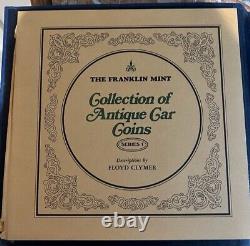 THE FRANKLIN MINT
Collection of
Antique Car
Coins
SERIES 1
Descriptions by
FLOYD CLYMER